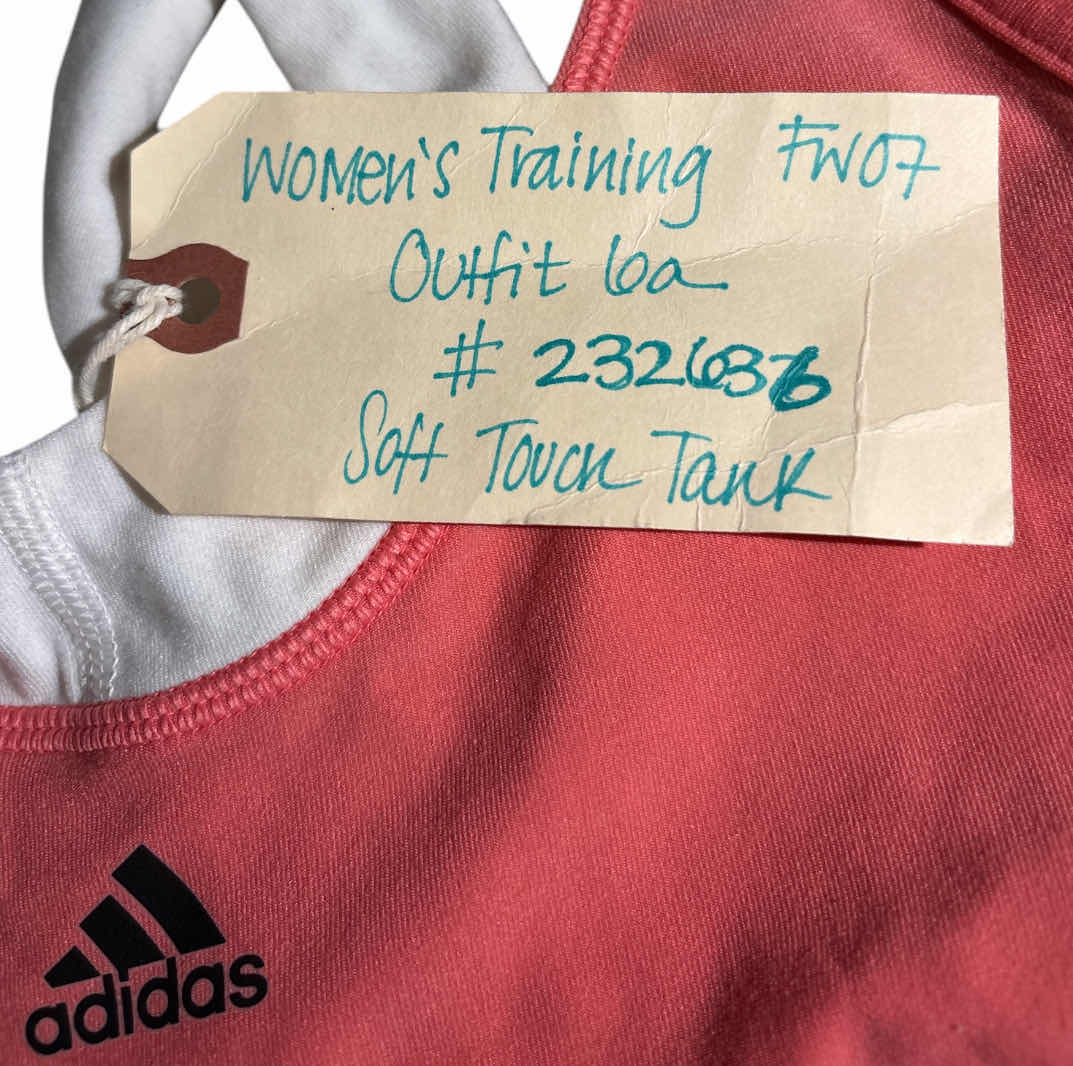 Women's Training FW07
Outfit 6a
# 232636
Soft Touch Tank
adidas